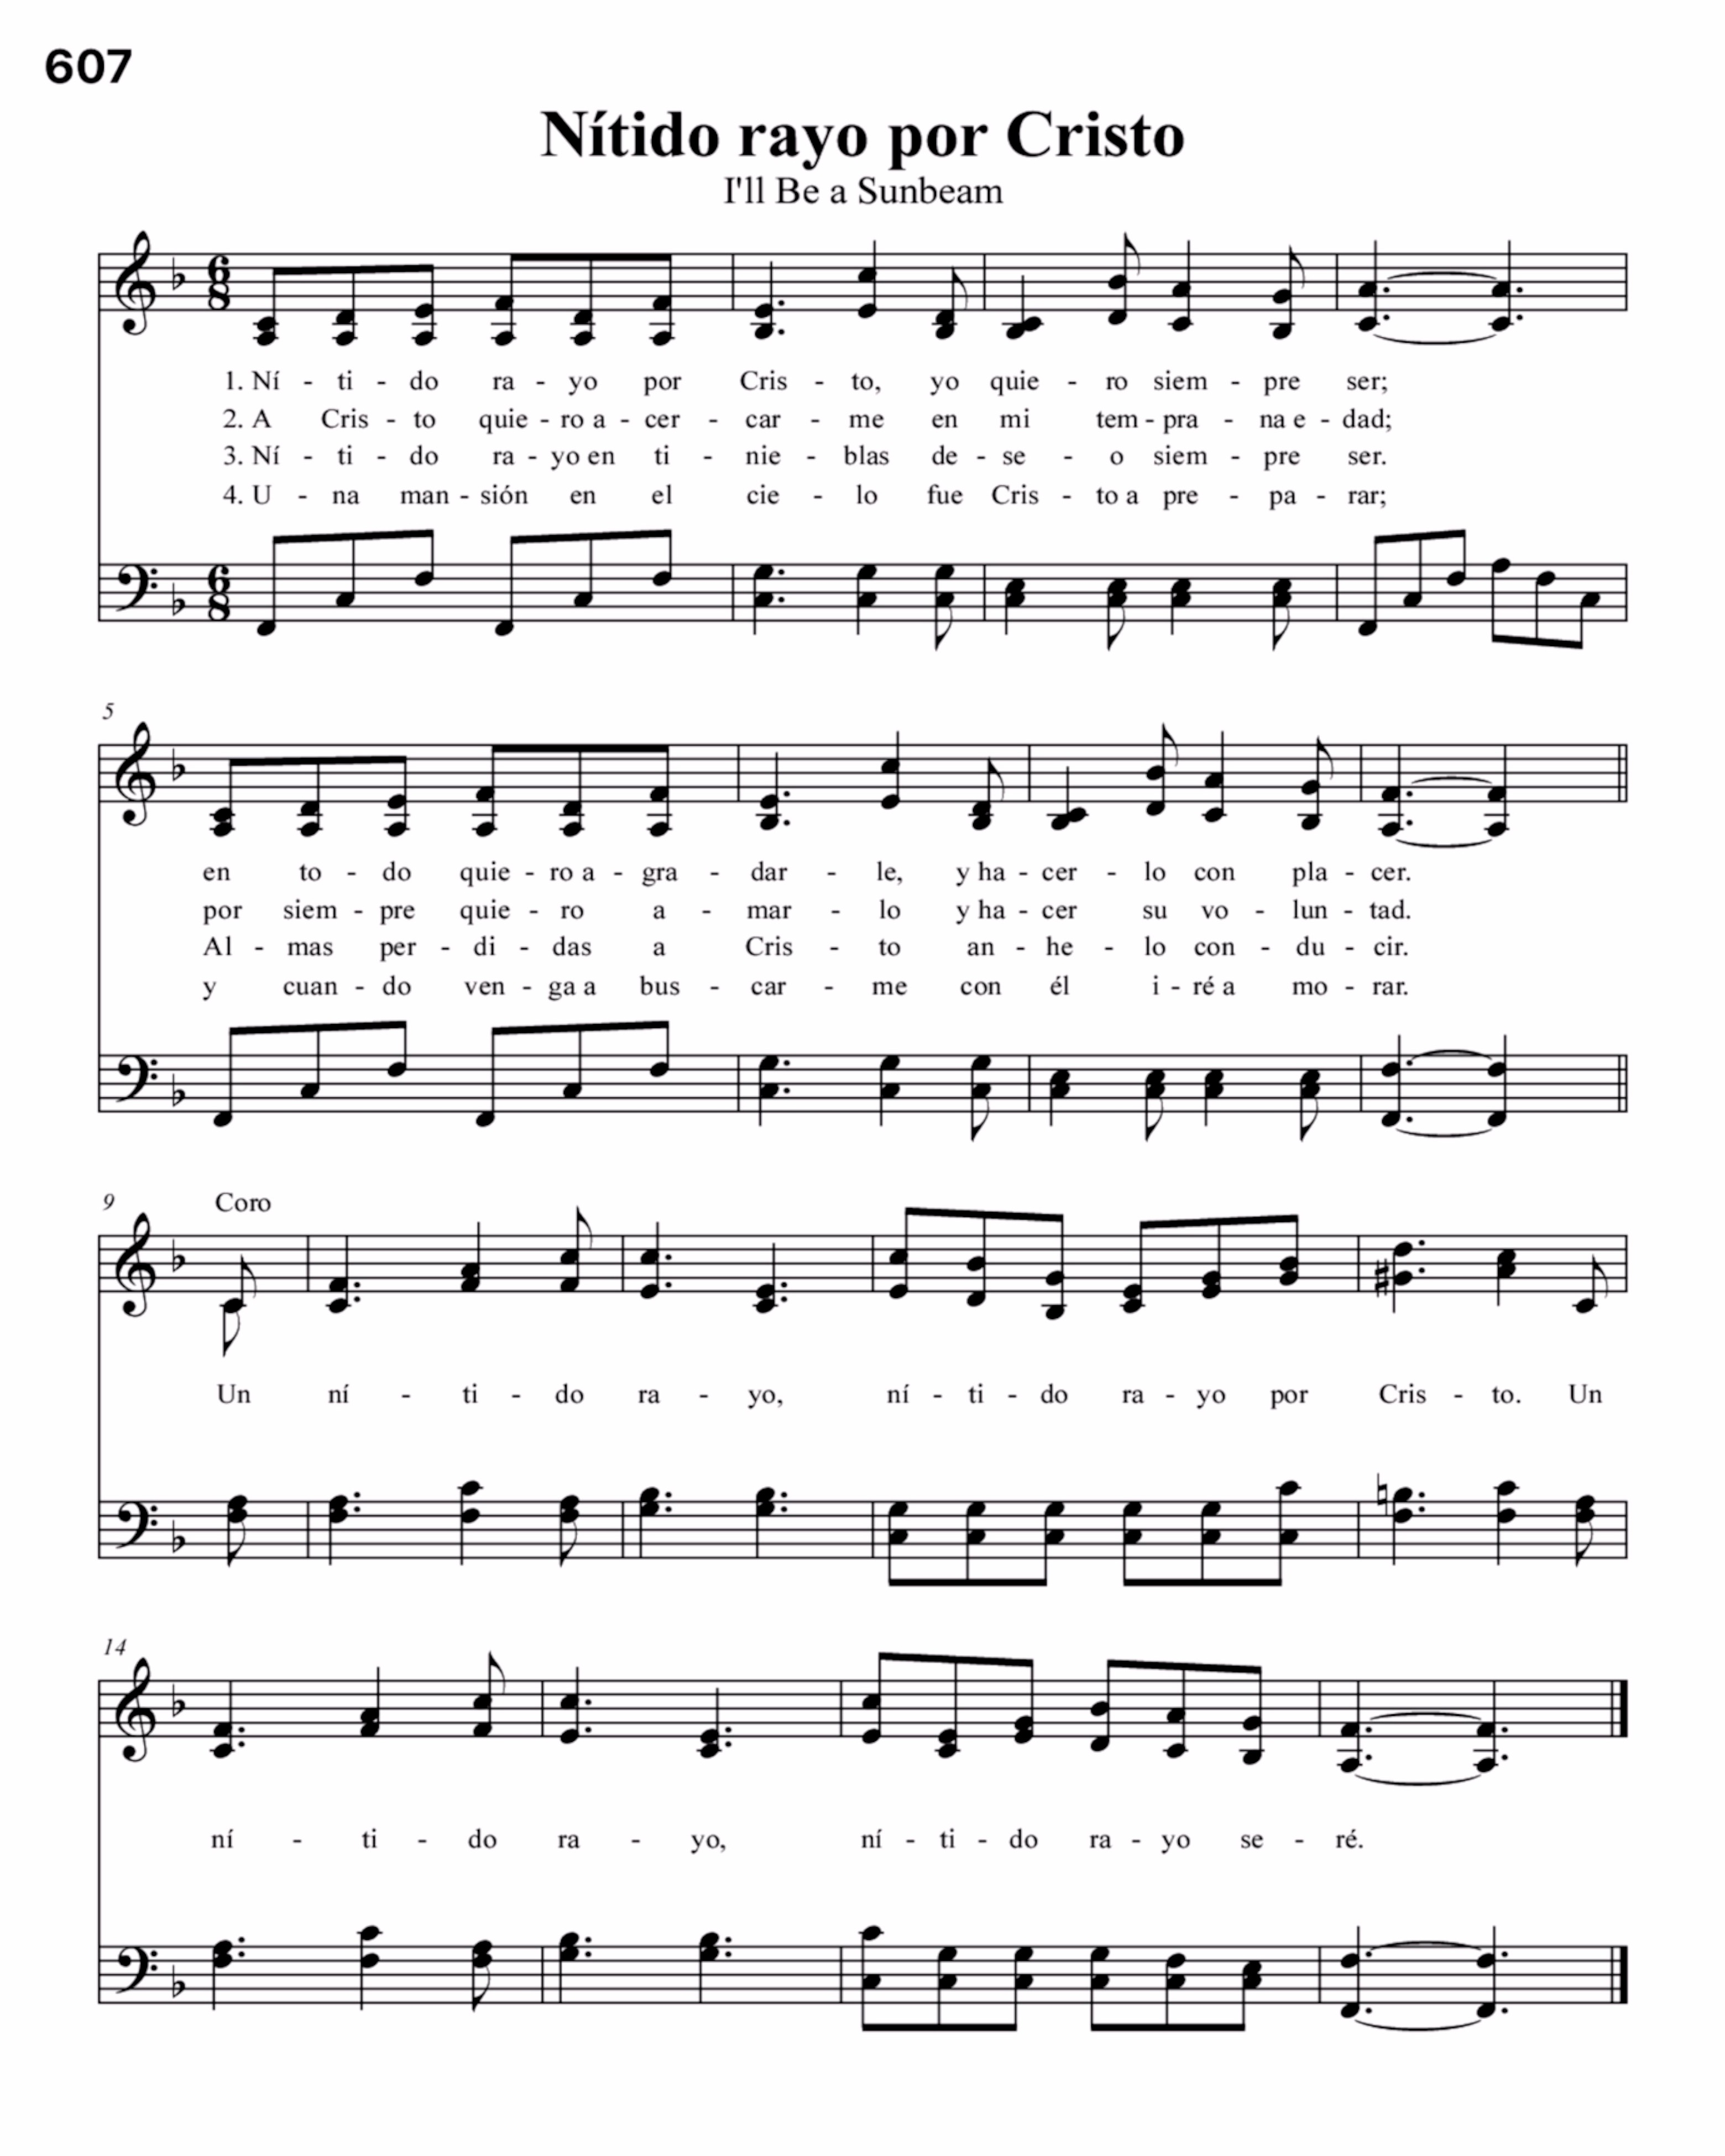 607
Nítido rayo por Cristo
I'll Be a Sunbeam
1. Ní - ti - do ra - yo por Cris - to, yo quie - ro siem - pre ser;
2. A Cris - to quie - ro a - cer - car - me en mi tem - pra - na e - dad;
3. Ní - ti - do ra - yo en ti - nie - blas de - se - o siem - pre ser.
4. U - na man - sión en el cie - lo fue Cris - to a pre - pa - rar;
5
en to - do quie - ro a - gra - dar - le, y ha - cer - lo con pla - cer.
por siem - pre quie - ro a - mar - lo y ha - cer su vo - lun - tad.
Al - mas per - di - das a Cris - to an - he - lo con - du - cir.
y cuan - do ven - ga a bus - car - me con él i - ré a mo - rar.
9 Coro
Un ní - ti - do ra - yo, ní - ti - do ra - yo por Cris - to. Un
14
ní - ti - do ra - yo, ní - ti - do ra - yo se - ré.